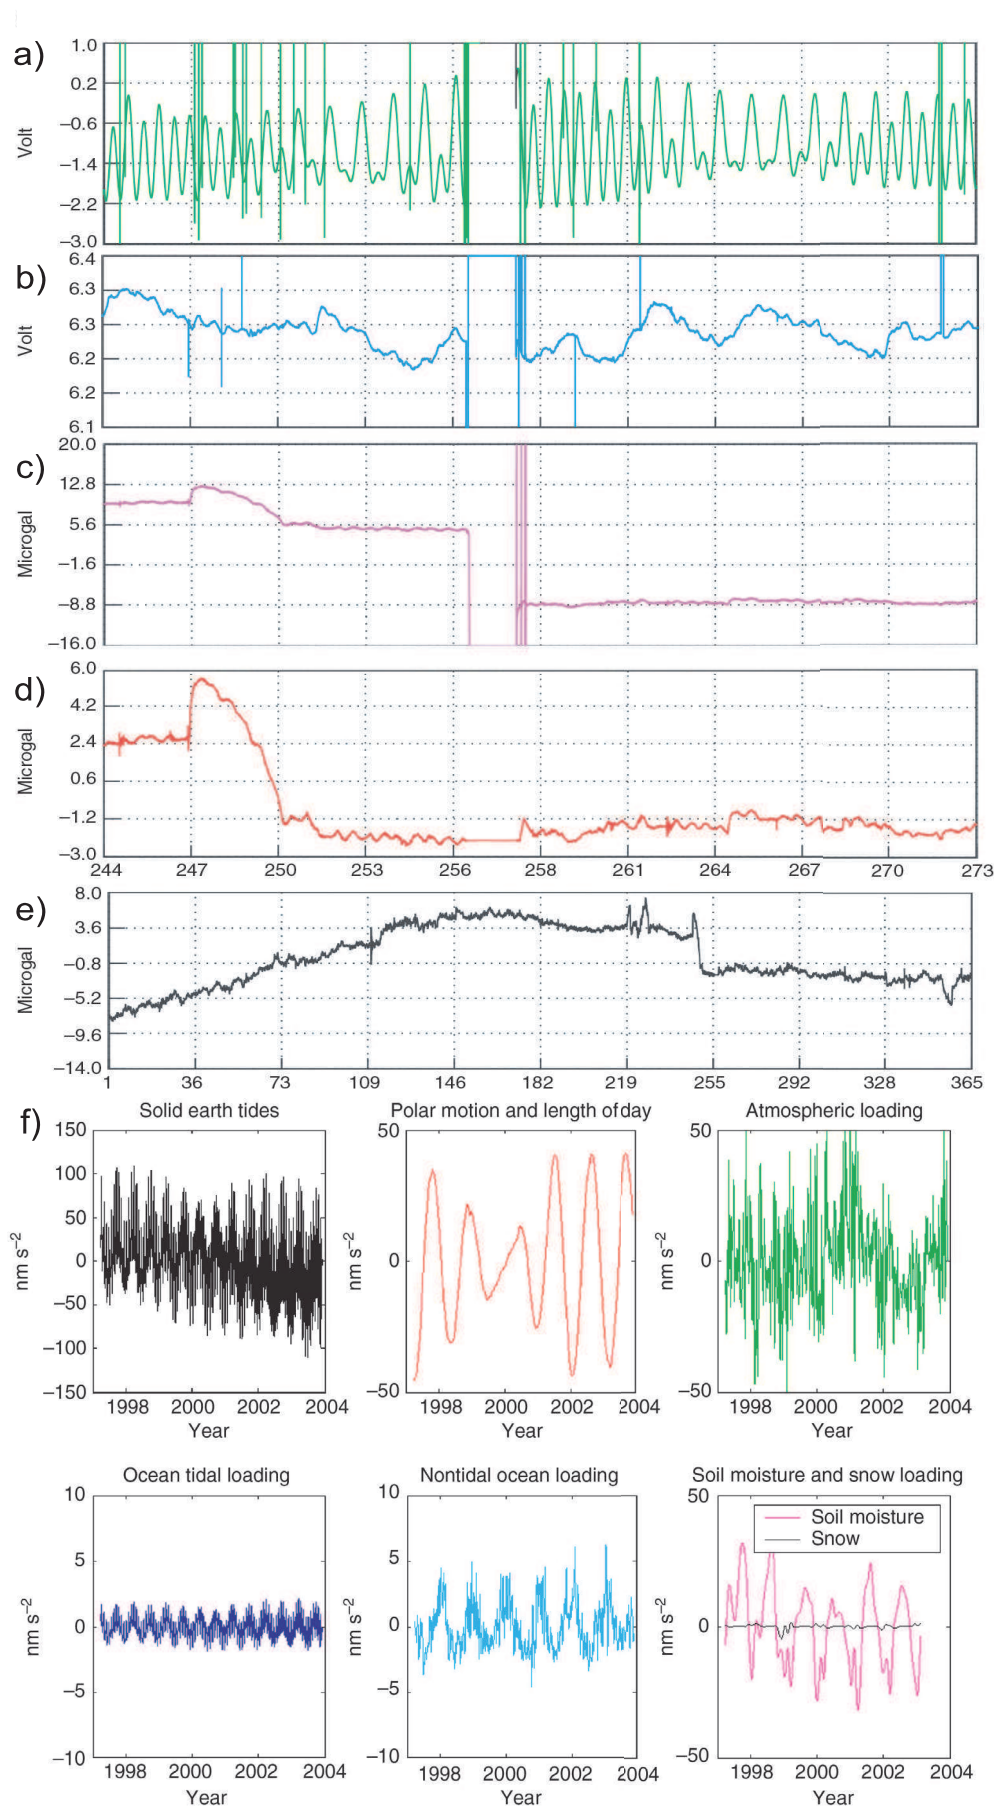 a)
Volt
1.0
0.2
−0.6
−1.4
−2.2
−3.0
b)
Volt
6.4
6.3
6.3
6.2
6.2
6.1
c)
Microgal
20.0
12.8
5.6
−1.6
−8.8
−16.0
d)
Microgal
6.0
4.2
2.4
0.6
−1.2
−3.0
244 247 250 253 256 258 261 264 267 270 273
e)
Microgal
8.0
3.6
−0.8
−5.2
−9.6
−14.0
1 36 73 109 146 182 219 255 292 328 365
f)
Solid earth tides
nm s−2
150
100
50
0
−50
−100
−150
1998 2000 2002 2004
Year
Polar motion and length of day
nm s−2
50
0
−50
1998 2000 2002 2004
Year
Atmospheric loading
nm s−2
50
0
−50
1998 2000 2002 2004
Year
Ocean tidal loading
nm s−2
10
5
0
−5
−10
1998 2000 2002 2004
Year
Nontidal ocean loading
nm s−2
10
5
0
−5
−10
1998 2000 2002 2004
Year
Soil moisture and snow loading
nm s−2
50
0
−50
Soil moisture
Snow
1998 2000 2002 2004
Year